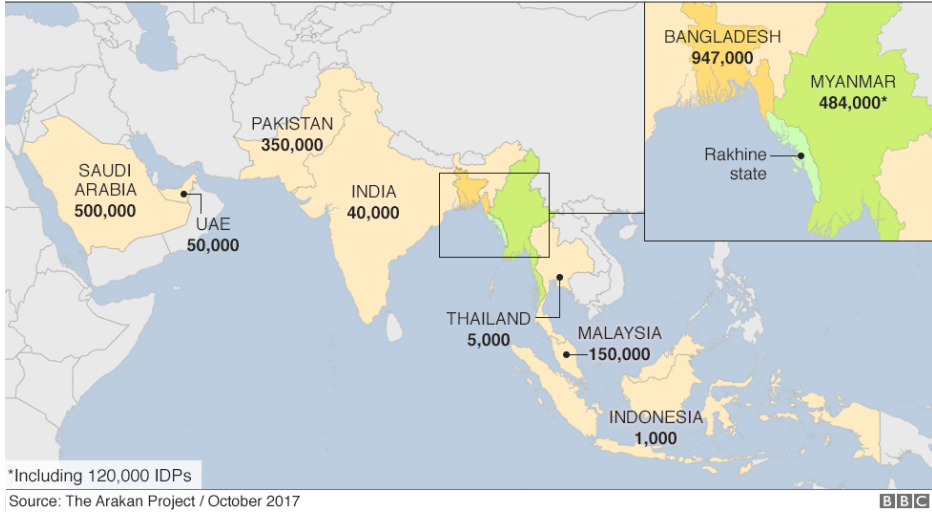 BANGLADESH
947,000
MYANMAR
484,000*
Rakhine
state
PAKISTAN
350,000
SAUDI
ARABIA
500,000
INDIA
40,000
UAE
50,000
THAILAND
5,000
MALAYSIA
150,000
INDONESIA
1,000
*Including 120,000 IDPs
Source: The Arakan Project / October 2017
BBC